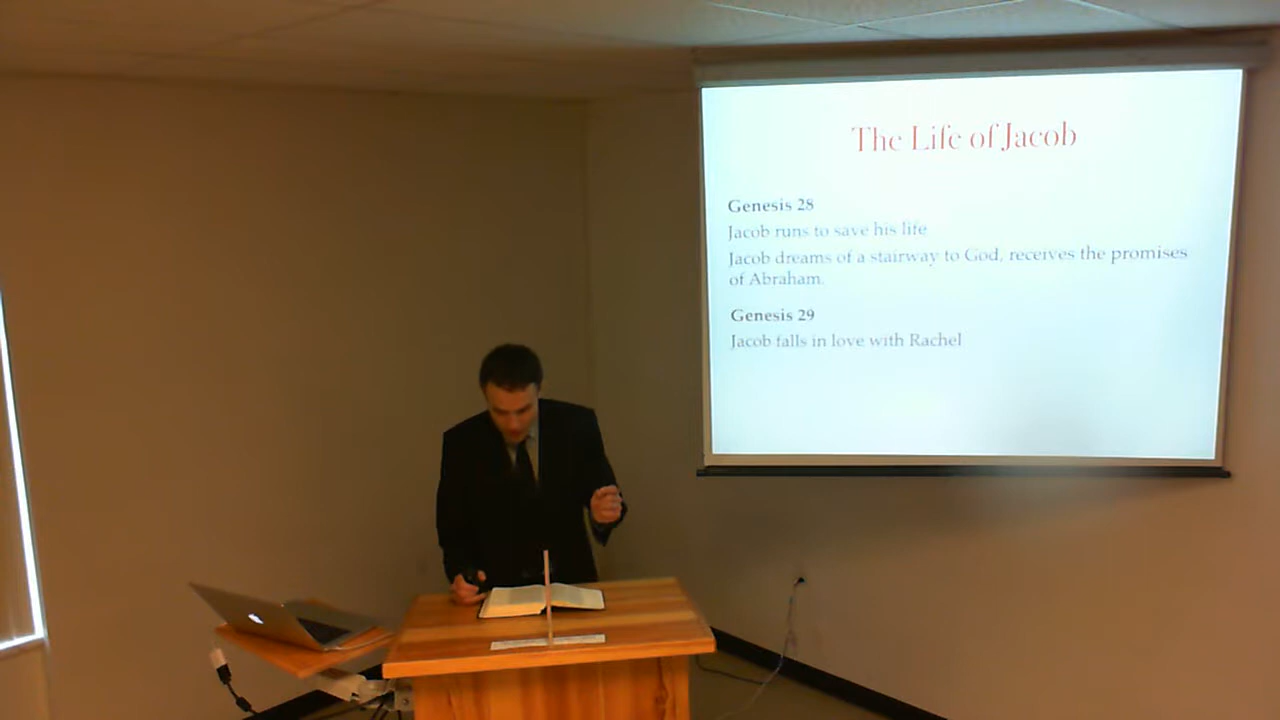 The Life of Jacob
Genesis 28
Jacob runs to save his life
Jacob dreams of a stairway to God, receives the promises
of Abraham.
Genesis 29
Jacob falls in love with Rachel